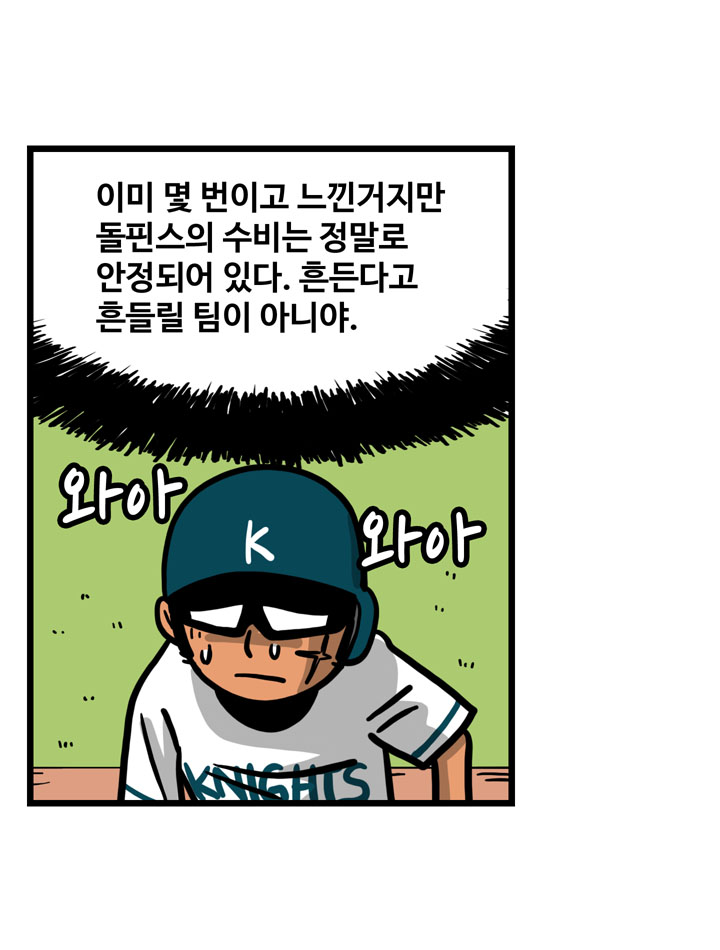 이미 몇 번이고 느낀거지만
돌핀스의 수비는 정말로
안정되어 있다. 흔든다고
흔들릴 팀이 아니야.
와아
와아
K
KNIGHTS